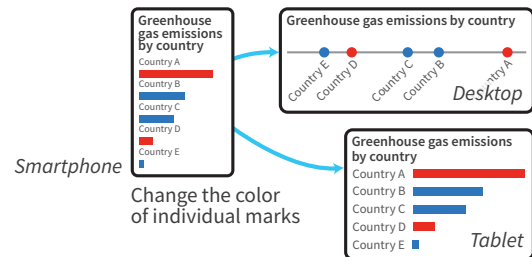 Greenhouse
gas emissions
by country
Country A
Country B
Country C
Country D
Country E
Smartphone
Change the color
of individual marks
Greenhouse gas emissions by country
Country E
Country D
Country C
Country B
ntry A
Desktop
Greenhouse gas emissions
by country
Country A
Country B
Country C
Country D
Country E
Tablet